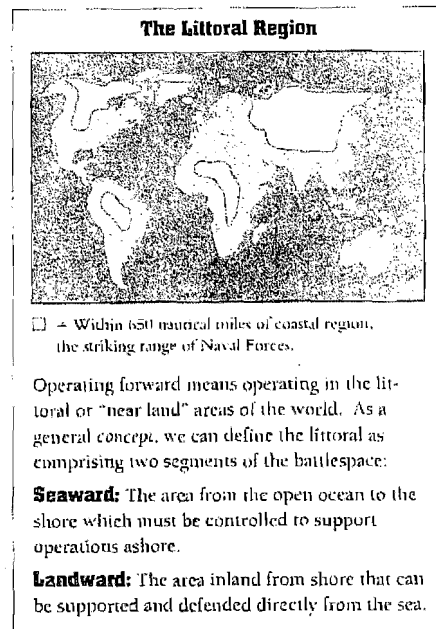 The Littoral Region
= Within 650 nautical miles of coastal region,
the striking range of Naval Forces.
Operating forward means operating in the lit-
toral or "near land" areas of the world. As a
general concept, we can define the littoral as
comprising two segments of the battlespace:
Seaward: The area from the open ocean to the
shore which must be controlled to support
operations ashore.
Landward: The area inland from shore that can
be supported and defended directly from the sea.